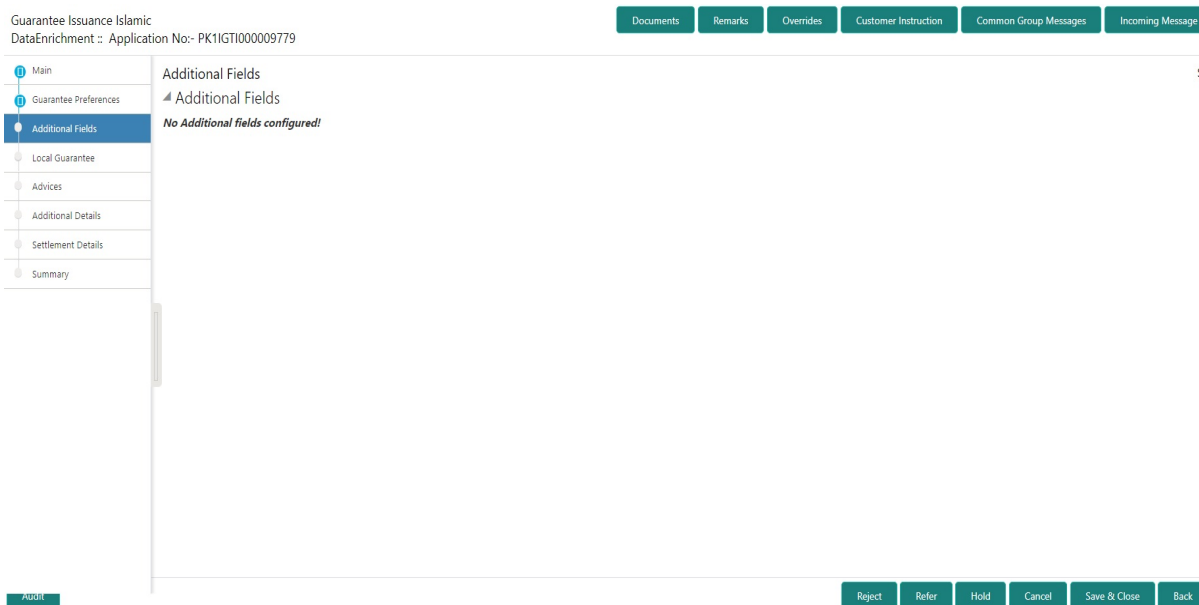 Guarantee Issuance Islamic
DataEnrichment :: Application No:- PK1IGTI000009779
Documents
Remarks
Overrides
Customer Instruction
Common Group Messages
Incoming Message
Main
Guarantee Preferences
Additional Fields
Local Guarantee
Advices
Additional Details
Settlement Details
Summary
Additional Fields
Additional Fields
No Additional fields configured!
Audit
Reject
Refer
Hold
Cancel
Save & Close
Back